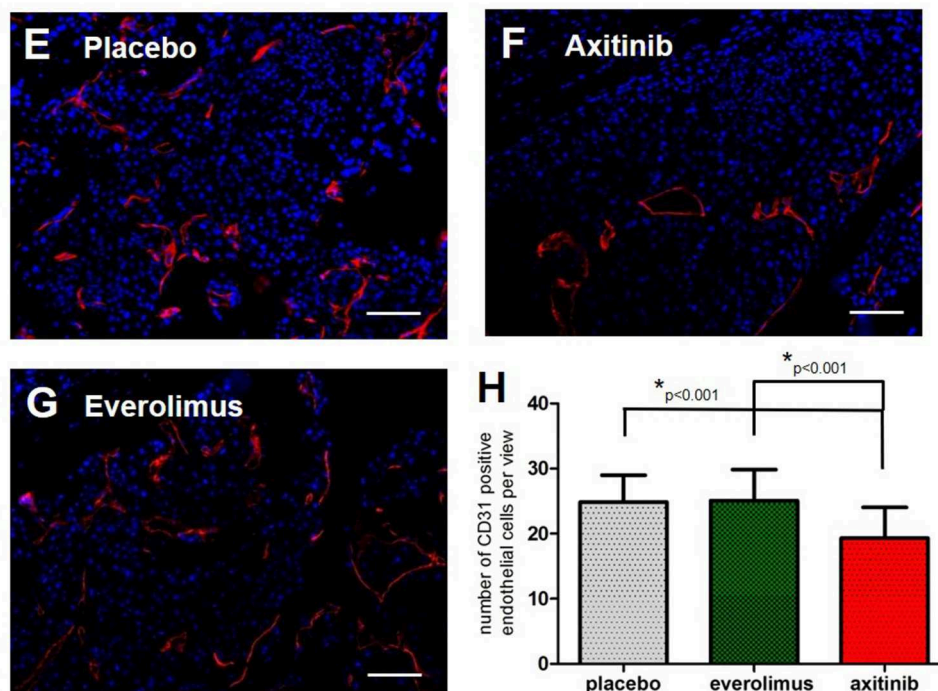 E Placebo
F Axitinib
G Everolimus
H
*p<0.001
*p<0.001
number of CD31 positive
endothelial cells per view
40
30
20
10
0
placebo everolimus axitinib